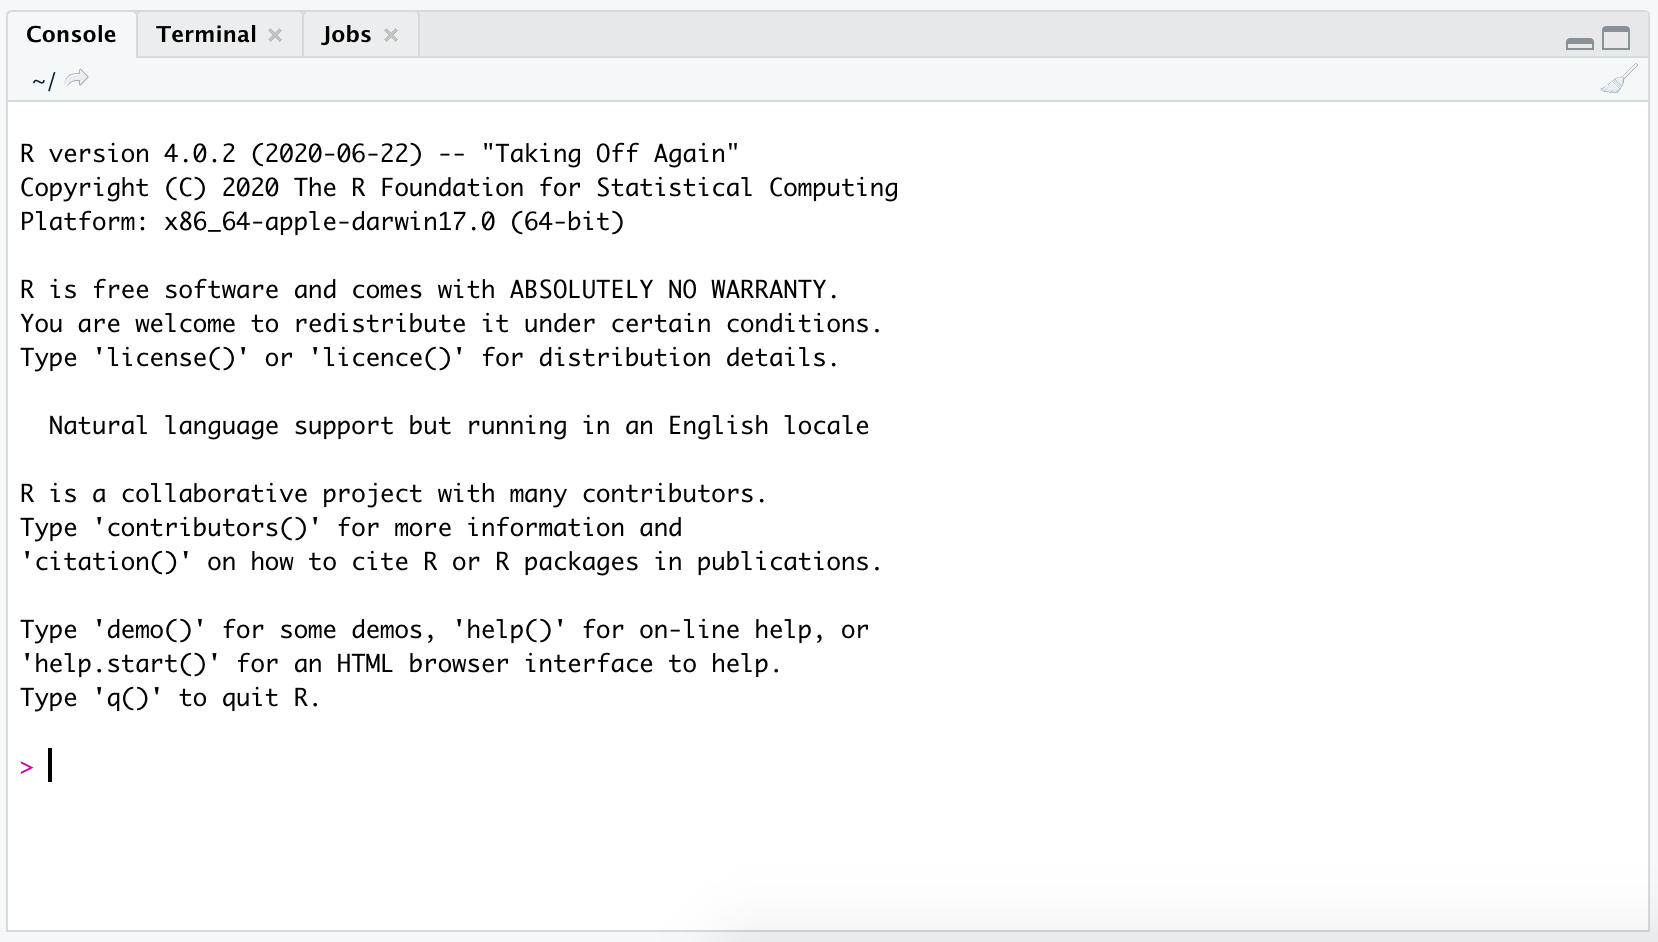 Console Terminal Jobs
~/
R version 4.0.2 (2020-06-22) -- "Taking Off Again"
Copyright (C) 2020 The R Foundation for Statistical Computing
Platform: x86_64-apple-darwin17.0 (64-bit)
R is free software and comes with ABSOLUTELY NO WARRANTY.
You are welcome to redistribute it under certain conditions.
Type 'license()' or 'licence()' for distribution details.
Natural language support but running in an English locale
R is a collaborative project with many contributors.
Type 'contributors()' for more information and
'citation()' on how to cite R or R packages in publications.
Type 'demo()' for some demos, 'help()' for on-line help, or
'help.start()' for an HTML browser interface to help.
Type 'q()' to quit R.
>